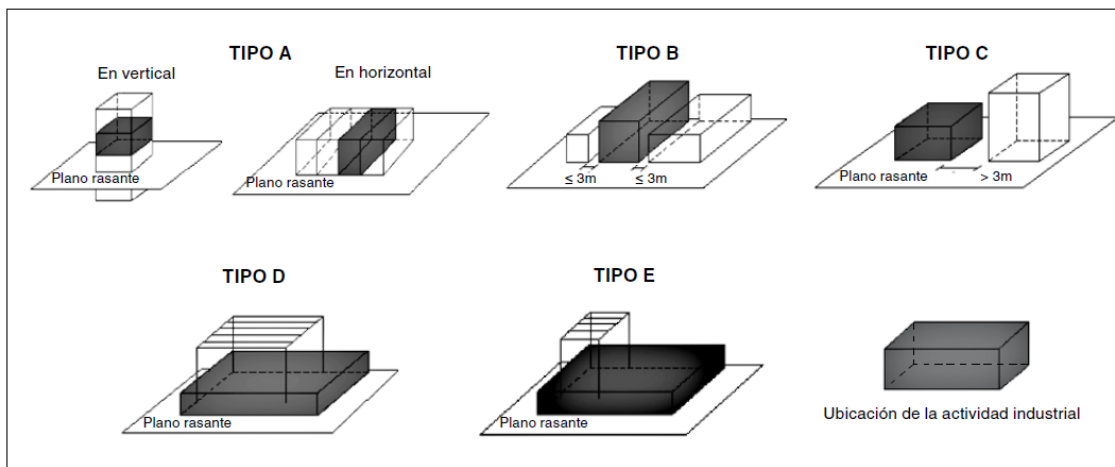 TIPO A
En vertical
En horizontal
Plano rasante
Plano rasante
TIPO B
≤ 3m
≤ 3m
TIPO C
Plano rasante
> 3m
TIPO D
Plano rasante
TIPO E
Plano rasante
Ubicación de la actividad industrial